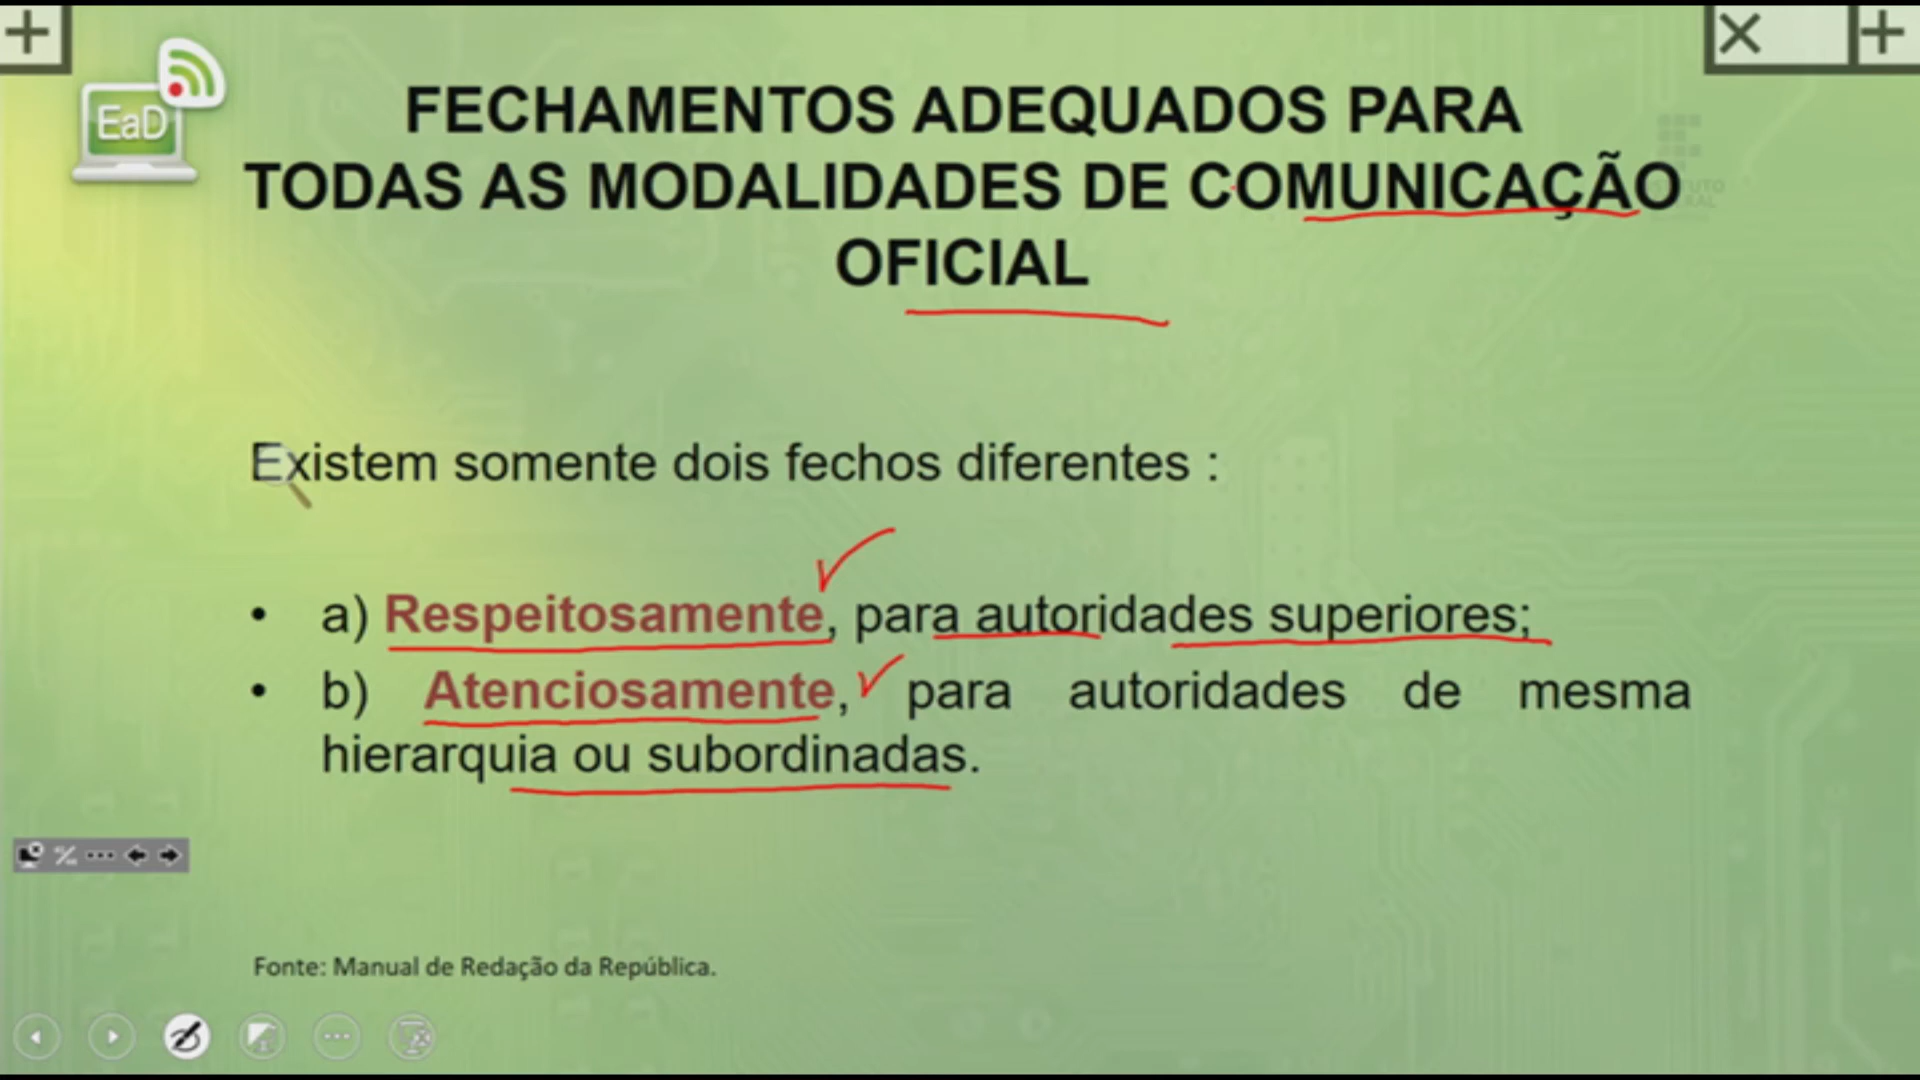 EaD
FECHAMENTOS ADEQUADOS PARA
TODAS AS MODALIDADES DE COMUNICAÇÃO
OFICIAL
Existem somente dois fechos diferentes :
• a) Respeitosamente, para autoridades superiores;
• b) Atenciosamente, para autoridades de mesma
hierarquia ou subordinadas.
Fonte: Manual de Redação da República.